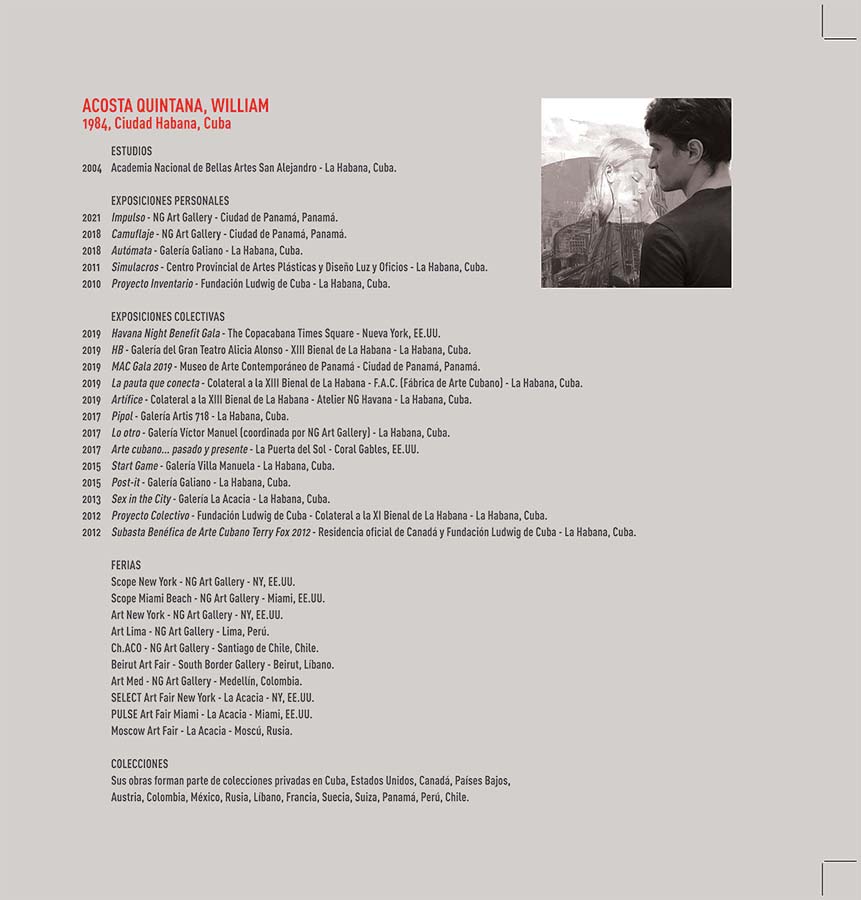 ACOSTA QUINTANA, WILLIAM
1984, Ciudad Habana, Cuba
ESTUDIOS
2004 Academia Nacional de Bellas Artes San Alejandro - La Habana, Cuba.
EXPOSICIONES PERSONALES
2021 Impulso - NG Art Gallery - Ciudad de Panamá, Panamá.
2018 Camuflaje - NG Art Gallery - Ciudad de Panamá, Panamá.
2018 Autómata - Galería Galiano - La Habana, Cuba.
2011 Simulacros - Centro Provincial de Artes Plásticas y Diseño Luz y Oficios - La Habana, Cuba.
2010 Proyecto Inventario - Fundación Ludwig de Cuba - La Habana, Cuba.
EXPOSICIONES COLECTIVAS
2019 Havana Night Benefit Gala - The Copacabana Times Square - Nueva York, EE.UU.
2019 HB - Galería del Gran Teatro Alicia Alonso - XIII Bienal de La Habana - La Habana, Cuba.
2019 MAC Gala 2019 - Museo de Arte Contemporáneo de Panamá - Ciudad de Panamá, Panamá.
2019 La pauta que conecta - Colateral a la XIII Bienal de La Habana - F.A.C. (Fábrica de Arte Cubano) - La Habana, Cuba.
2019 Artífice - Colateral a la XIII Bienal de La Habana - Atelier NG Havana - La Habana, Cuba.
2017 Pipol - Galería Artis 718 - La Habana, Cuba.
2017 Lo otro - Galería Víctor Manuel (coordinada por NG Art Gallery) - La Habana, Cuba.
2017 Arte cubano... pasado y presente - La Puerta del Sol - Coral Gables, EE.UU.
2015 Start Game - Galería Villa Manuela - La Habana, Cuba.
2015 Post-it - Galería Galiano - La Habana, Cuba.
2013 Sex in the City - Galería La Acacia - La Habana, Cuba.
2012 Proyecto Colectivo - Fundación Ludwig de Cuba - Colateral a la XI Bienal de La Habana - La Habana, Cuba.
2012 Subasta Benéfica de Arte Cubano Terry Fox 2012 - Residencia oficial de Canadá y Fundación Ludwig de Cuba - La Habana, Cuba.
FERIAS
Scope New York - NG Art Gallery - NY, EE.UU.
Scope Miami Beach - NG Art Gallery - Miami, EE.UU.
Art New York - NG Art Gallery - NY, EE.UU.
Art Lima - NG Art Gallery - Lima, Perú.
Ch.ACO - NG Art Gallery - Santiago de Chile, Chile.
Beirut Art Fair - South Border Gallery - Beirut, Líbano.
Art Med - NG Art Gallery - Medellín, Colombia.
SELECT Art Fair New York - La Acacia - NY, EE.UU.
PULSE Art Fair Miami - La Acacia - Miami, EE.UU.
Moscow Art Fair - La Acacia - Moscú, Rusia.
COLECCIONES
Sus obras forman parte de colecciones privadas en Cuba, Estados Unidos, Canadá, Países Bajos,
Austria, Colombia, México, Rusia, Líbano, Francia, Suecia, Suiza, Panamá, Perú, Chile.